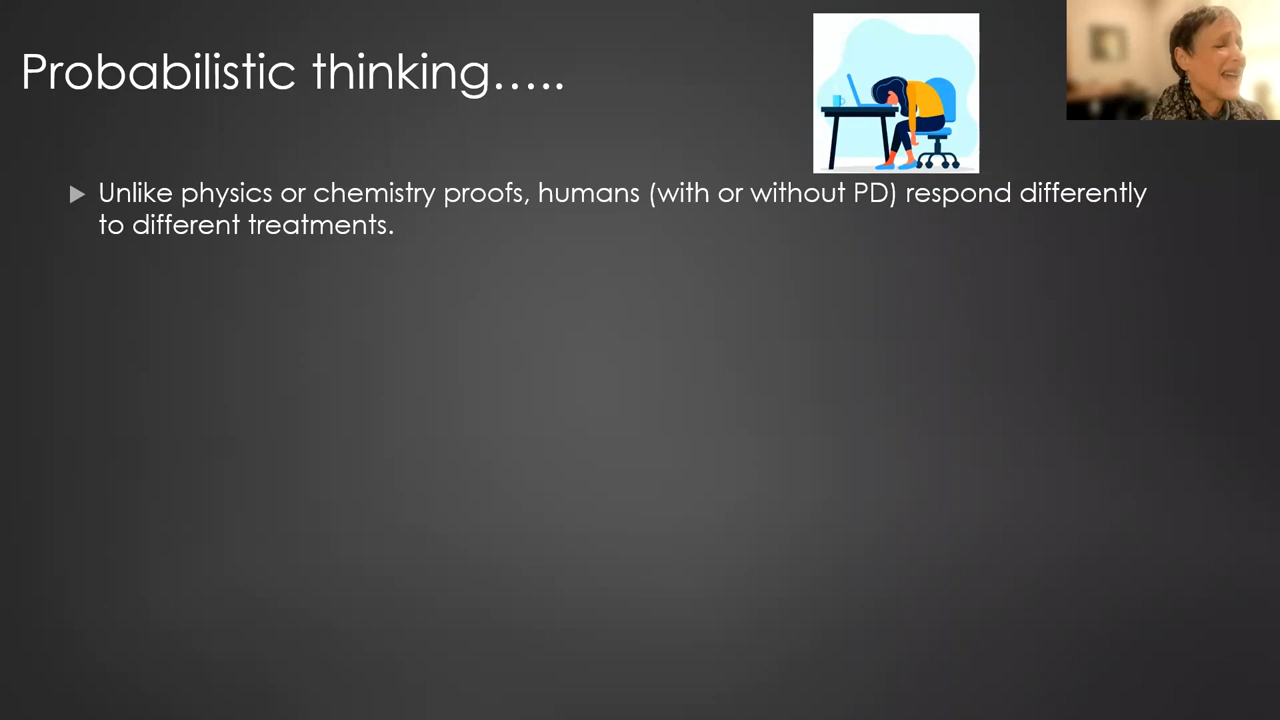 Probabilistic thinking…..
Unlike physics or chemistry proofs, humans (with or without PD) respond differently
to different treatments.